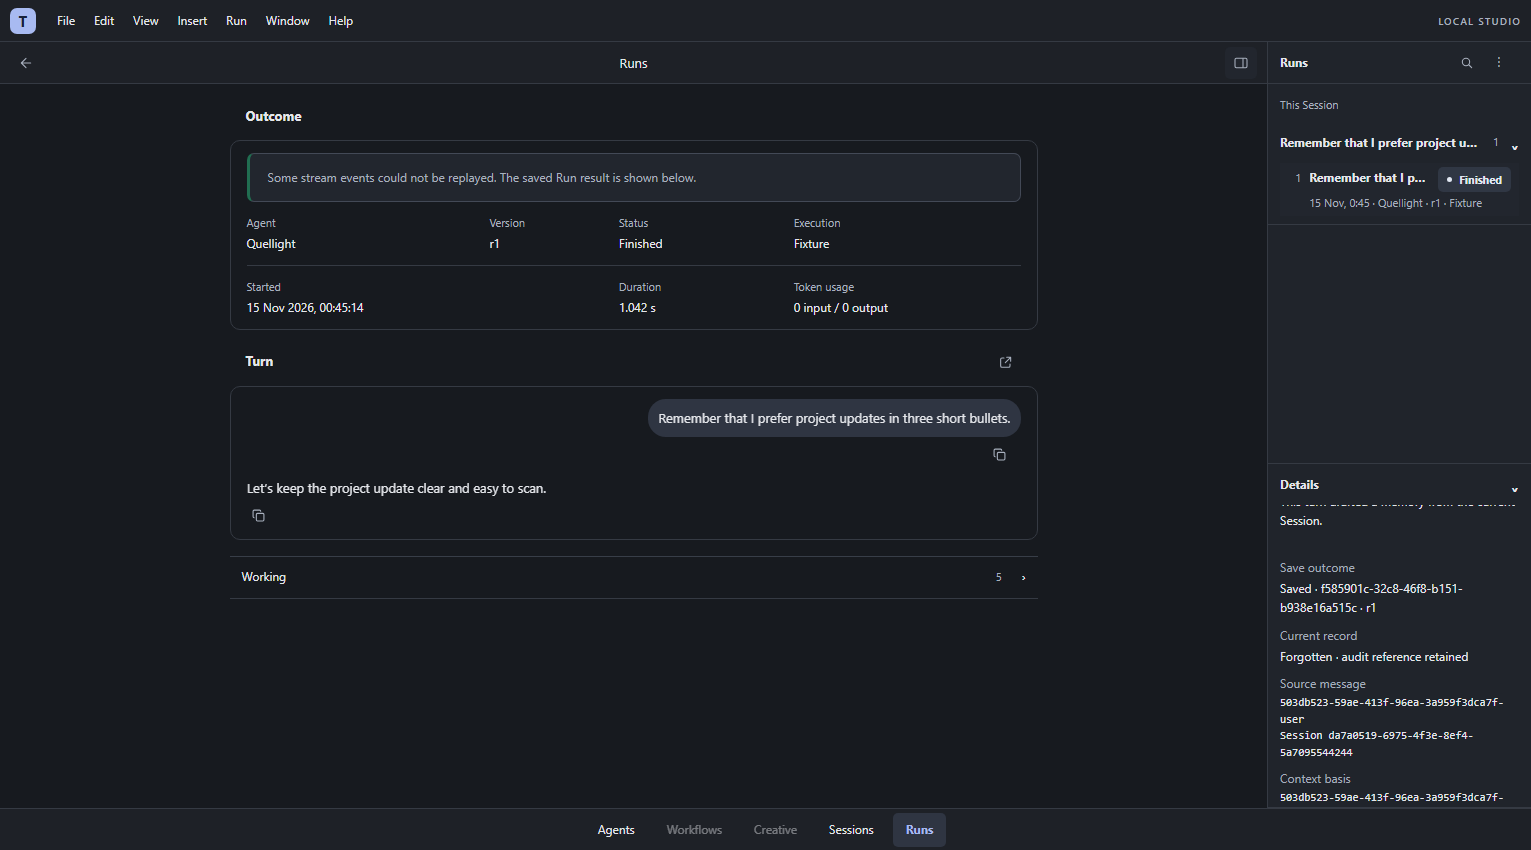 T File Edit View Insert Run Window Help LOCAL STUDIO
Runs
Outcome
Some stream events could not be replayed. The saved Run result is shown below.
Agent Version Status Execution
Quellight r1 Finished Fixture
Started Duration Token usage
15 Nov 2026, 00:45:14 1.042 s 0 input / 0 output
Turn
Remember that I prefer project updates in three short bullets.
Let's keep the project update clear and easy to scan.
Working 5
Runs
This Session
Remember that I prefer project u... 1
1 Remember that I p... Finished
15 Nov, 0:45 · Quellight · r1 · Fixture
Details
Session.
Save outcome
Saved · f585901c-32c8-46f8-b151-
b938e16a515c · r1
Current record
Forgotten · audit reference retained
Source message
503db523-59ae-413f-96ea-3a959f3dca7f-
user
Session da7a0519-6975-4f3e-8ef4-
5a7095544244
Context basis
503db523-59ae-413f-96ea-3a959f3dca7f-
Agents Workflows Creative Sessions Runs